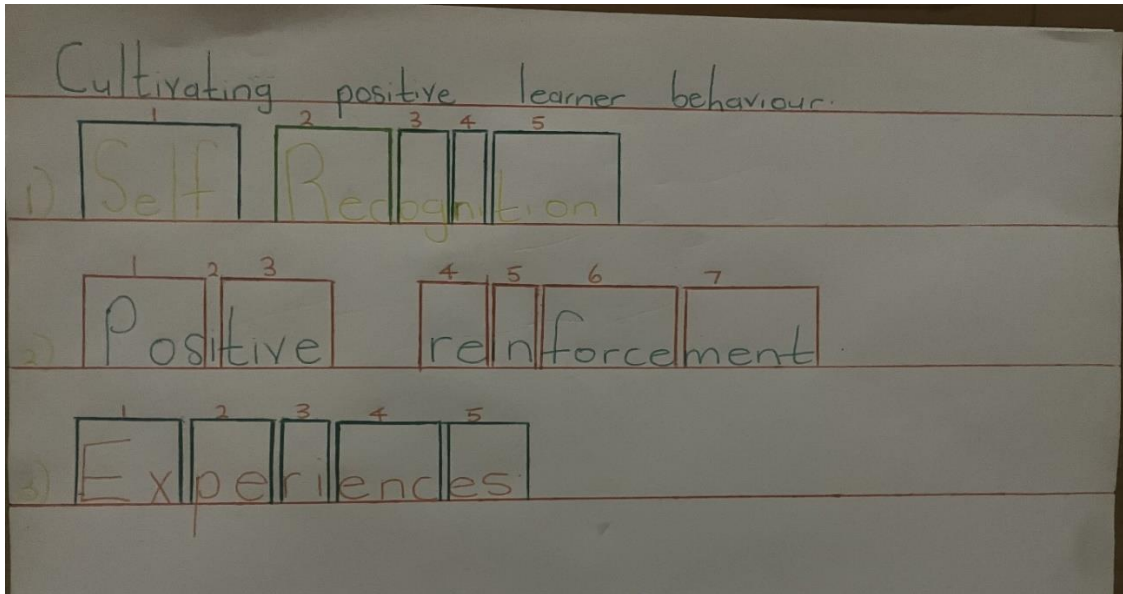 Cultivating positive learner behaviour.
1 2 3 4 5
1) Self Recognition
1 2 3 4 5 6 7
2) Positive reinforcement
1 2 3 4 5
3) Experiences